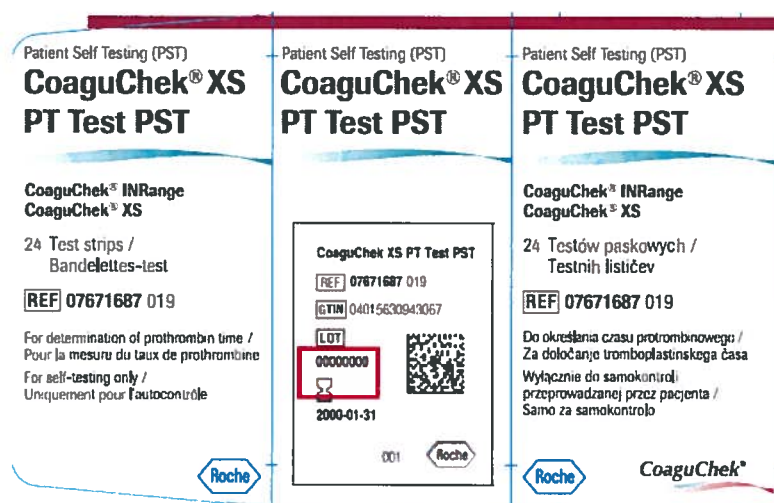 Patient Self Testing (PST)
CoaguChek® XS
PT Test PST
CoaguChek® INRange
CoaguChek® XS
24 Test strips /
Bandelettes-test
REF 07671687 019
For determination of prothrombin time /
Pour la mesure du taux de prothrombine
For self-testing only /
Uniquement pour l'autocontrôle
Roche
Patient Self Testing (PST)
CoaguChek® XS
PT Test PST
CoaguChek XS PT Test PST
REF 07671687 019
GTIN 04015630943067
LOT
00000000
2000-01-31
001
Roche
Patient Self Testing (PST)
CoaguChek® XS
PT Test PST
CoaguChek® INRange
CoaguChek® XS
24 Testów paskowych /
Testnih lističev
REF 07671687 019
Do określania czasu protrombinowego /
Za določanje tromboplastinskega časa
Wyłącznie do samokontroli
przeprowadzanej przez pacjenta /
Samo za samokontrolo
Roche
CoaguChek®